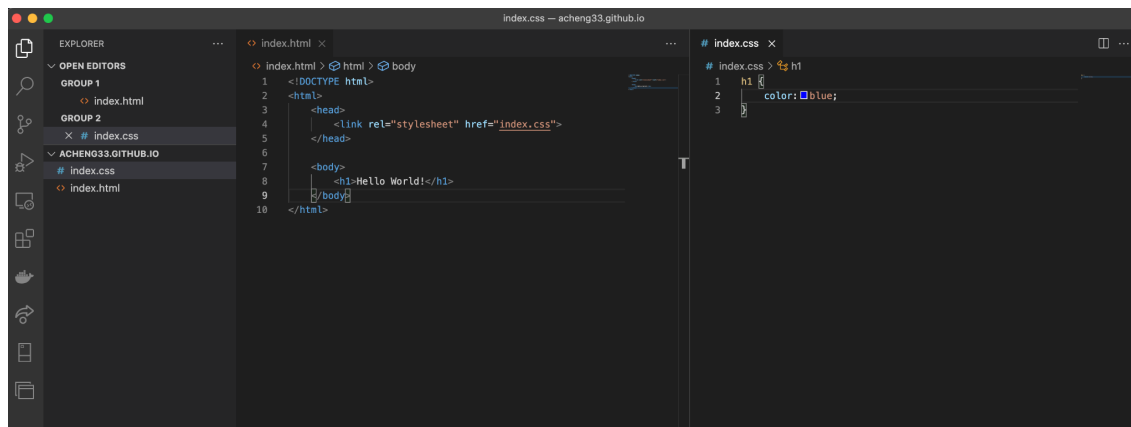 index.css — acheng33.github.io
EXPLORER
OPEN EDITORS
GROUP 1
index.html
GROUP 2
# index.css
ACHENG33.GITHUB.IO
# index.css
index.html
index.html
index.html > html > body
1 <!DOCTYPE html>
2 <html>
3 <head>
4 <link rel="stylesheet" href="index.css">
5 </head>
6
7 <body>
8 <h1>Hello World!</h1>
9 </body>
10 </html>
# index.css
# index.css > h1
1 h1 {
2 color: blue;
3 }